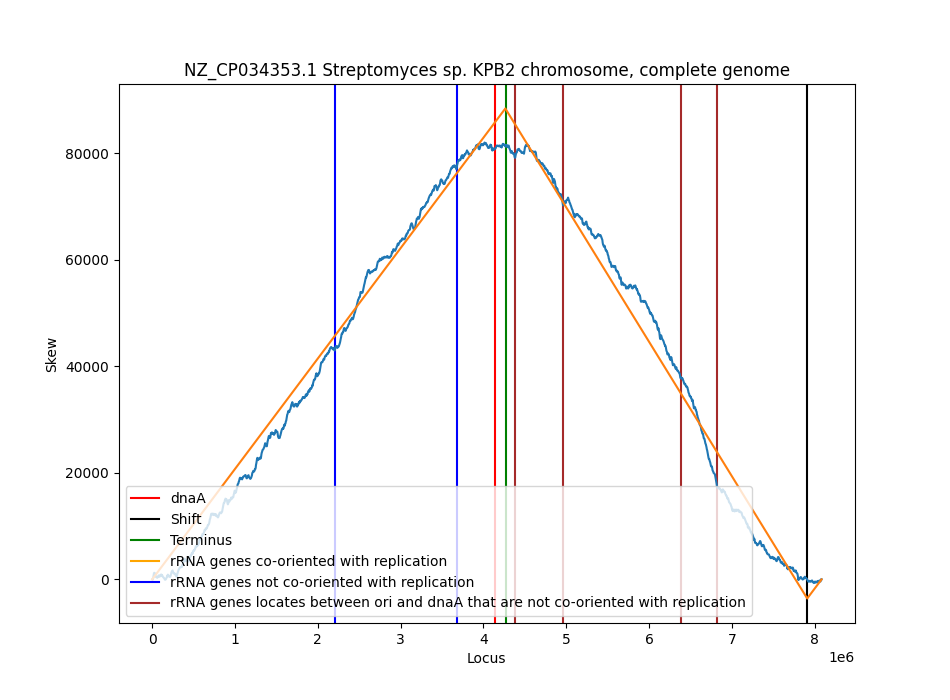 NZ_CP034353.1 Streptomyces sp. KPB2 chromosome, complete genome
Skew
80000
60000
40000
20000
0
dnaA
Shift
Terminus
rRNA genes co-oriented with replication
rRNA genes not co-oriented with replication
rRNA genes locates between ori and dnaA that are not co-oriented with replication
0 1 2 3 4 5 6 7 8
1e6
Locus